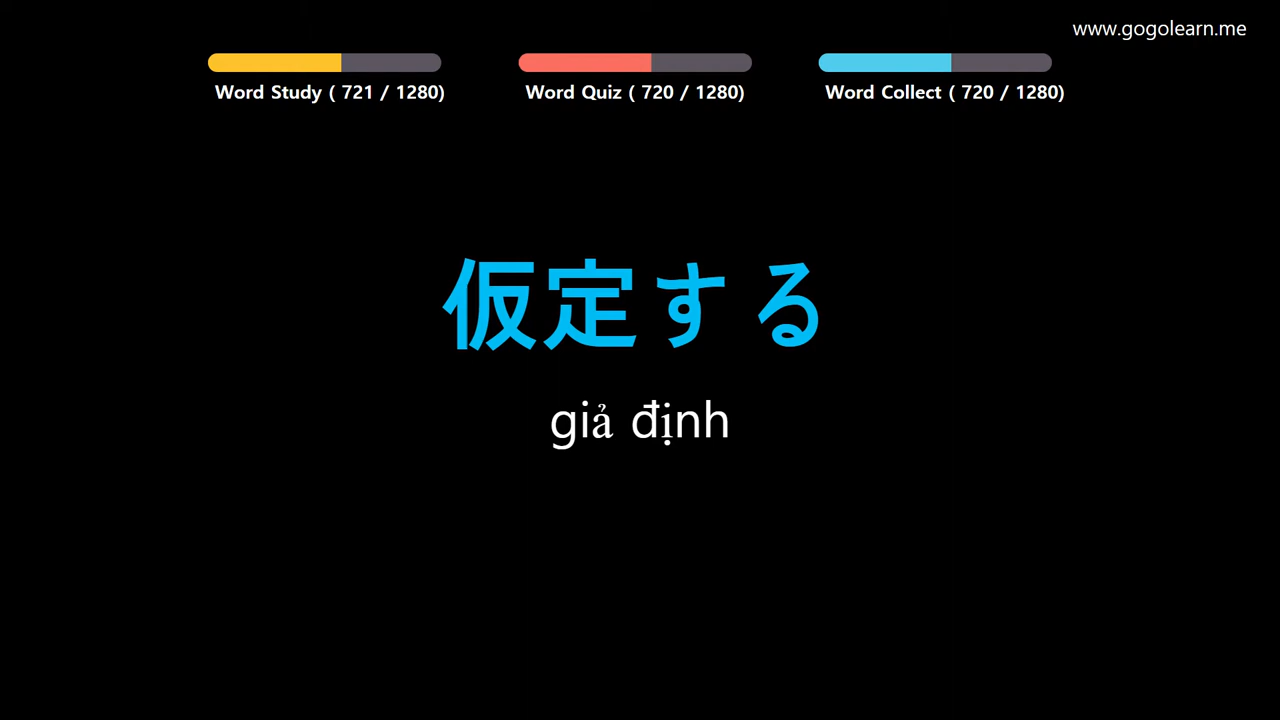 www.gogolearn.me
Word Study ( 721 / 1280)
Word Quiz ( 720 / 1280)
Word Collect ( 720 / 1280)
仮定する
giả định